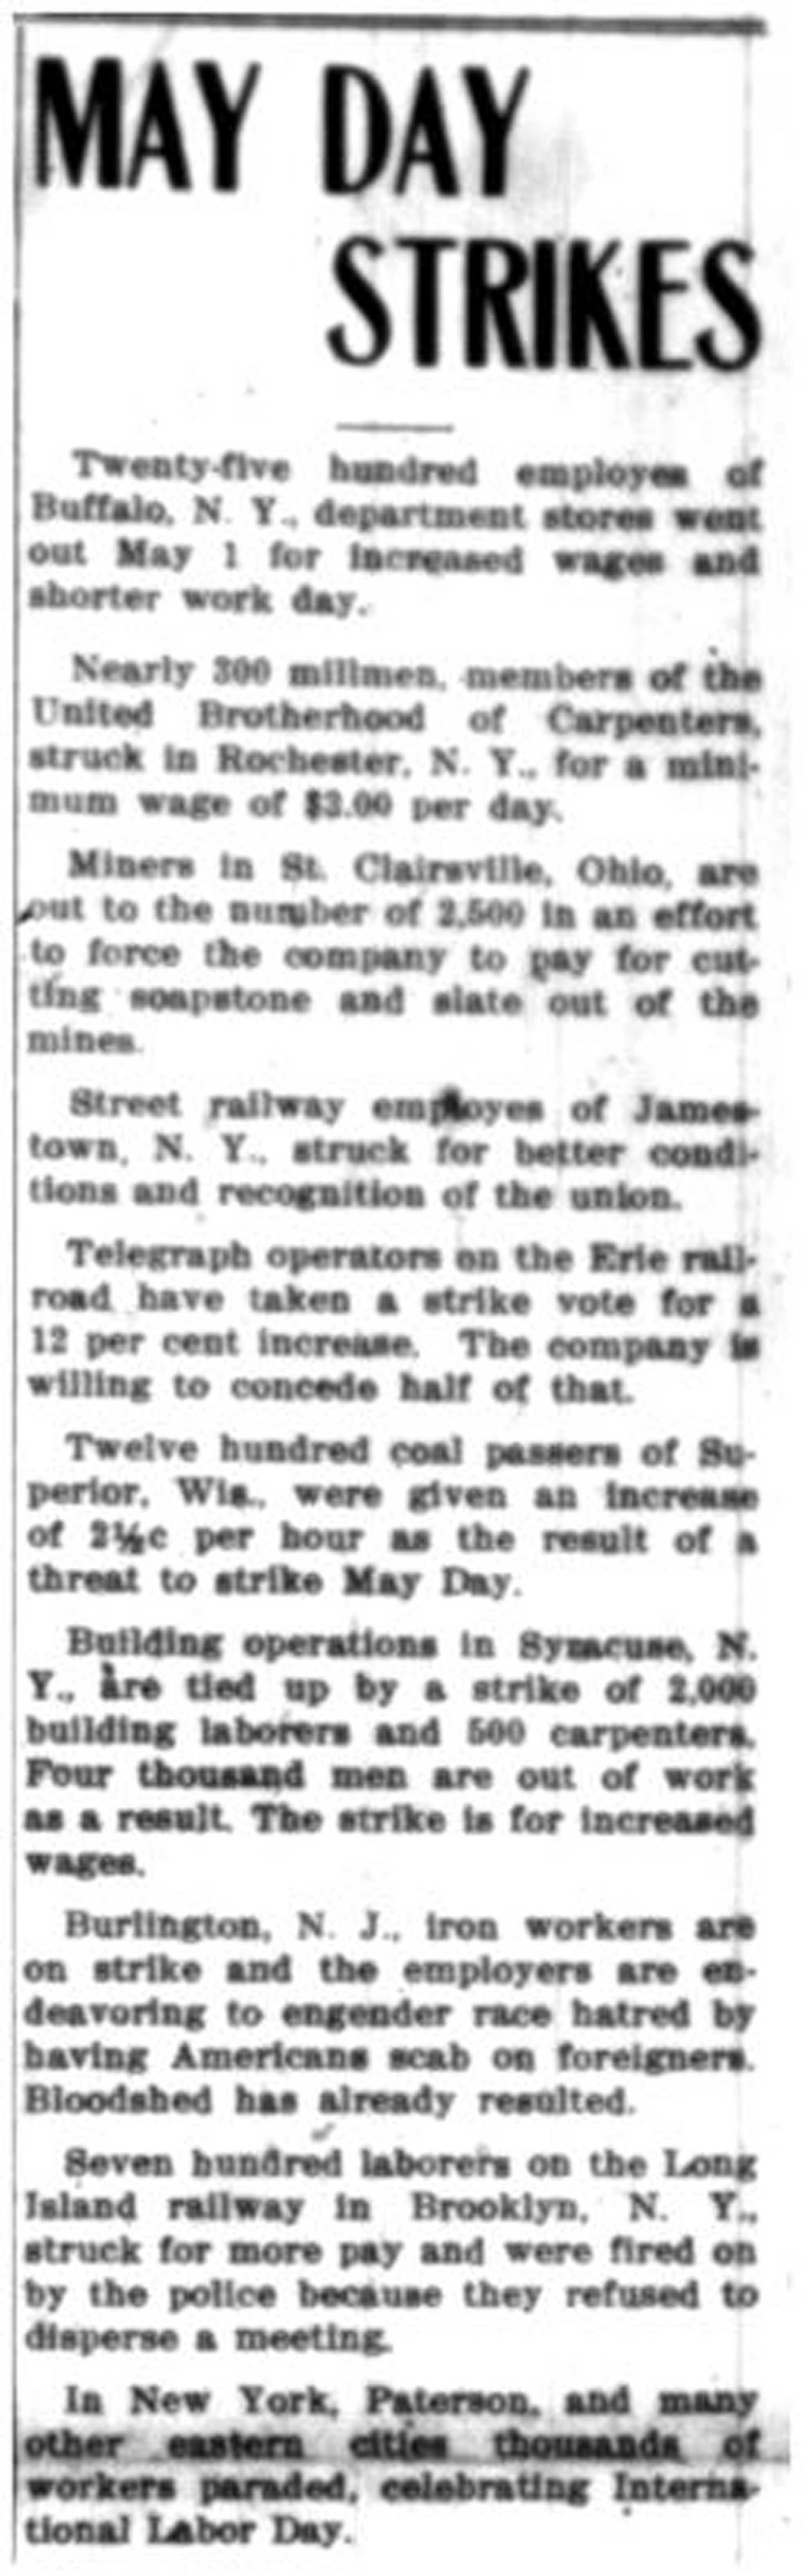 MAY DAY
STRIKES
Twenty-five hundred employes of
Buffalo, N. Y., department stores went
out May 1 for increased wages and
shorter work day.
Nearly 300 millmen, members of the
United Brotherhood of Carpenters,
struck in Rochester, N. Y., for a mini-
mum wage of per day.
Miners in St. Clairsville, Ohio, are
out to the number of 2,500 in an effort
to force the company to pay for cut-
ting soapstone and slate out of the
mines.
Street railway employes of James-
town, N. Y., struck for better condi-
tions and recognition of the union.
Telegraph operators on the Erie rail-
road have taken a strike vote for a
12 per cent increase. The company is
willing to concede half of that.
Twelve hundred coal passers of Su-
perior, Wis., were given an increase
of 2½c per hour as the result of a
threat to strike May Day.
Building operations in Syracuse, N.
Y., are tied up by a strike of 2,000
building laborers and 500 carpenters.
Four thousand men are out of work
as a result. The strike is for increased
wages.
Burlington, N. J., iron workers are
on strike and the employers are en-
deavoring to engender race hatred by
having Americans scab on foreigners.
Bloodshed has already resulted.
Seven hundred laborers on the Long
Island railway in Brooklyn, N. Y.,
struck for more pay and were fired on
by the police because they refused to
disperse a meeting.
In New York, Paterson, and many
other eastern cities thousands of
workers paraded, celebrating Interna-
tional Labor Day.